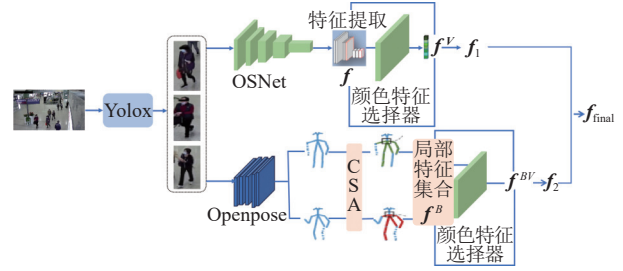 特征提取
OSNet
f
f^V
f_1
颜色特征
选择器
Yolox
f_final
Openpose
CSA
局部
特征
集合
f^B
f^BV
f_2
颜色特征
选择器